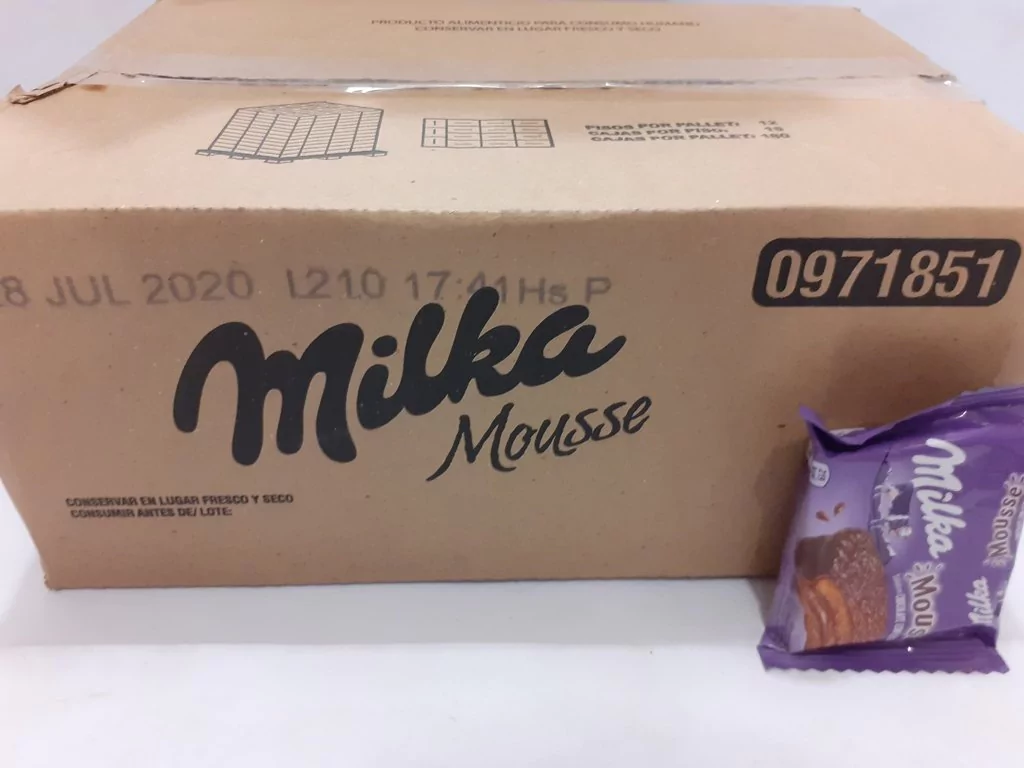 PRODUCTO ALIMENTICIO PARA CONSUMO HUMANO
CONSERVAR EN LUGAR FRESCO Y SECO
PISOS POR PALLET: 12
CAJAS POR PISO: 15
CAJAS POR PALLET: 180
8 JUL 2020 L210 17:41Hs P
0971851
Milka
Mousse
CONSERVAR EN LUGAR FRESCO Y SECO
CONSUMIR ANTES DE/ LOTE:
Milka
Mous
Milka
Mousse